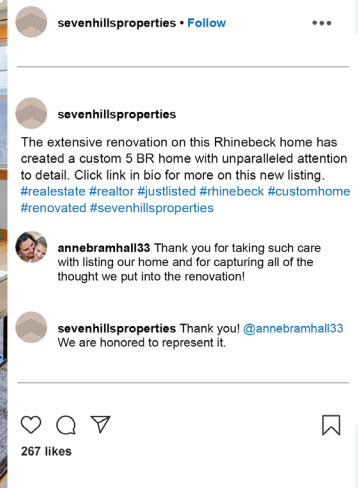 sevenhillsproperties • Follow
sevenhillsproperties
The extensive renovation on this Rhinebeck home has
created a custom 5 BR home with unparalleled attention
to detail. Click link in bio for more on this new listing.
#realestate #realtor #justlisted #rhinebeck #customhome
#renovated #sevenhillsproperties
annebramhall33 Thank you for taking such care
with listing our home and for capturing all of the
thought we put into the renovation!
sevenhillsproperties Thank you! @annebramhall33
We are honored to represent it.
267 likes